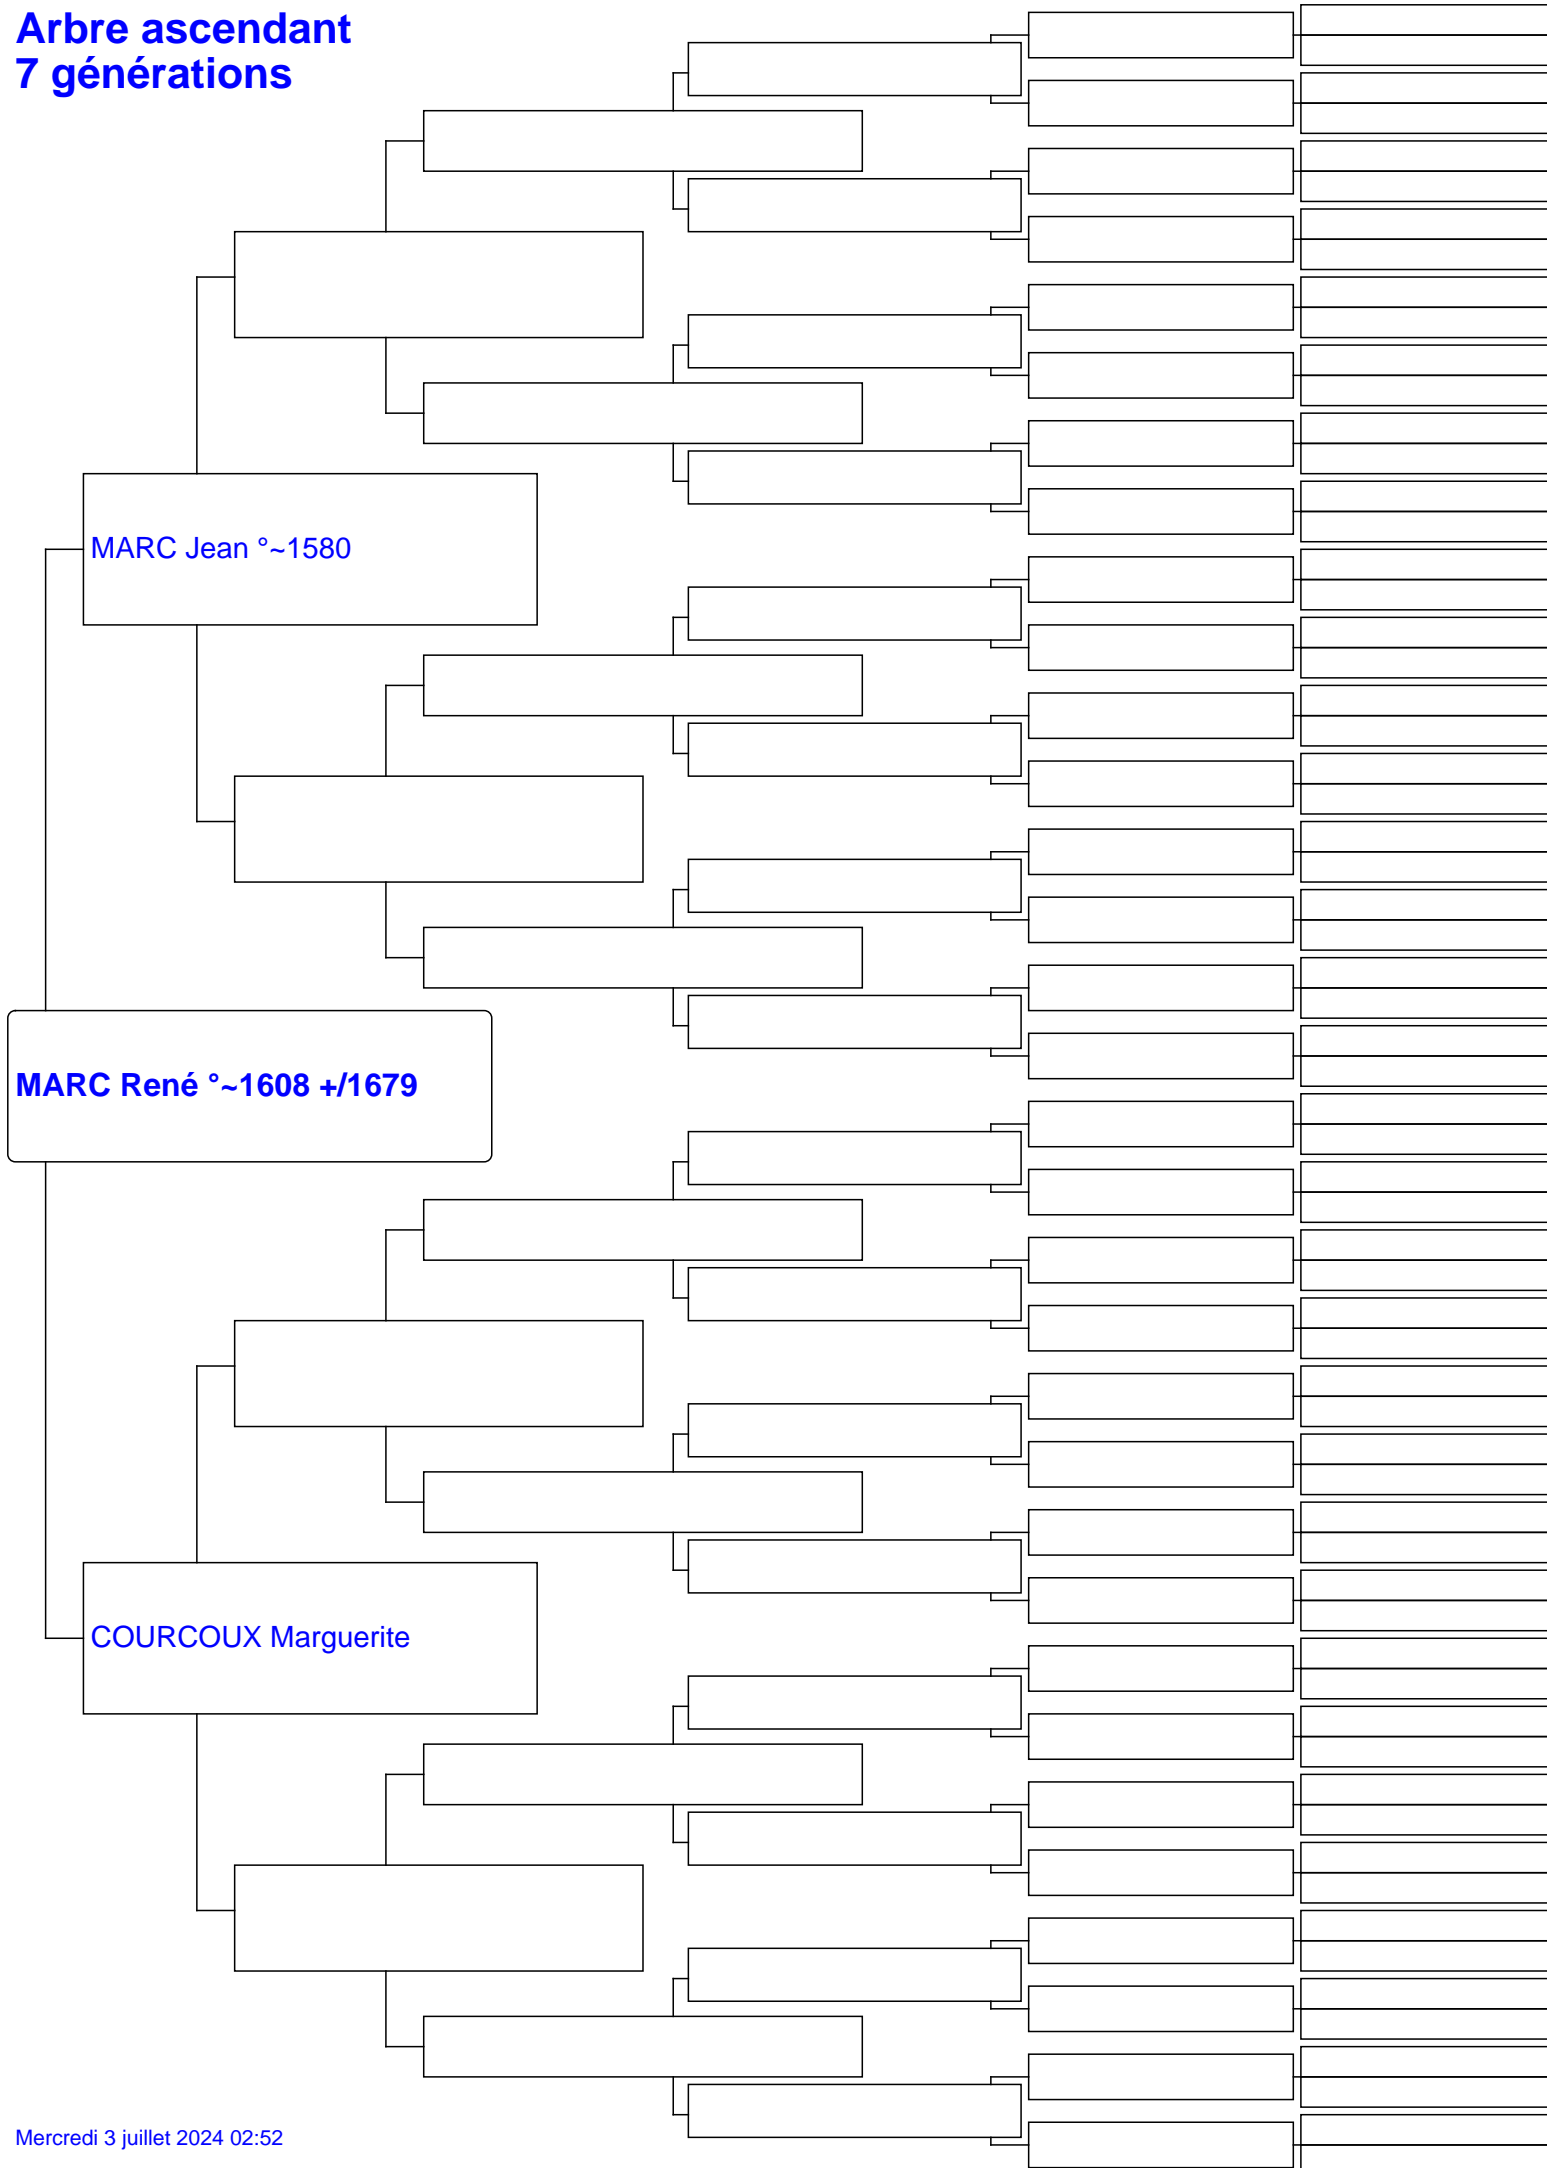 Arbre ascendant
7 générations
MARC Jean °~1580
MARC René °~1608 +/1679
COURCOUX Marguerite
Mercredi 3 juillet 2024 02:52